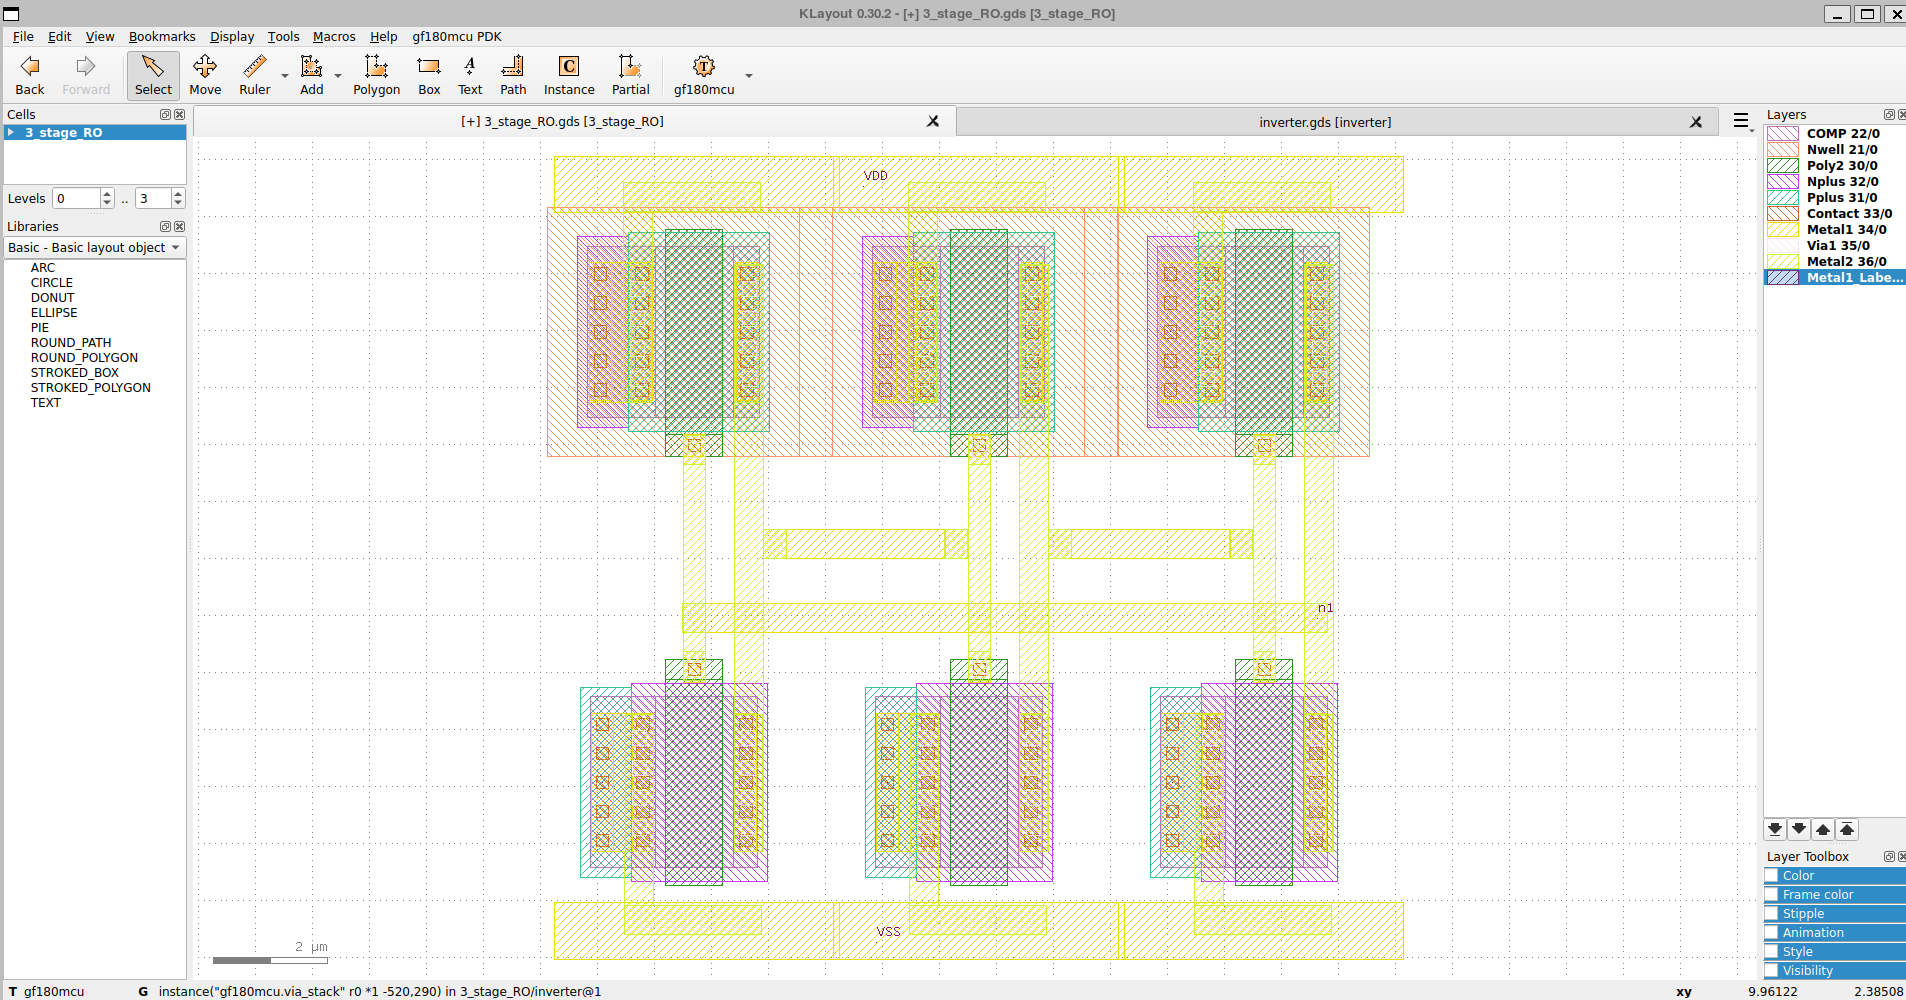 KLayout 0.30.2 - [+] 3_stage_RO.gds [3_stage_RO]
File Edit View Bookmarks Display Tools Macros Help gf180mcu PDK
Back Forward Select Move Ruler Add Polygon Box Text Path Instance Partial gf180mcu
Cells
[+] 3_stage_RO.gds [3_stage_RO]
inverter.gds [inverter]
Layers
3_stage_RO
Levels 0 .. 3
Libraries
Basic - Basic layout object
ARC
CIRCLE
DONUT
ELLIPSE
PIE
ROUND_PATH
ROUND_POLYGON
STROKED_BOX
STROKED_POLYGON
TEXT
VDD
n1
VSS
2 µm
COMP 22/0
Nwell 21/0
Poly2 30/0
Nplus 32/0
Pplus 31/0
Contact 33/0
Metal1 34/0
Via1 35/0
Metal2 36/0
Metal1_Labe...
Layer Toolbox
Color
Frame color
Stipple
Animation
Style
Visibility
T gf180mcu G instance("gf180mcu.via_stack" r0 *1 -520,290) in 3_stage_RO/inverter@1 xy 9.96122 2.38508